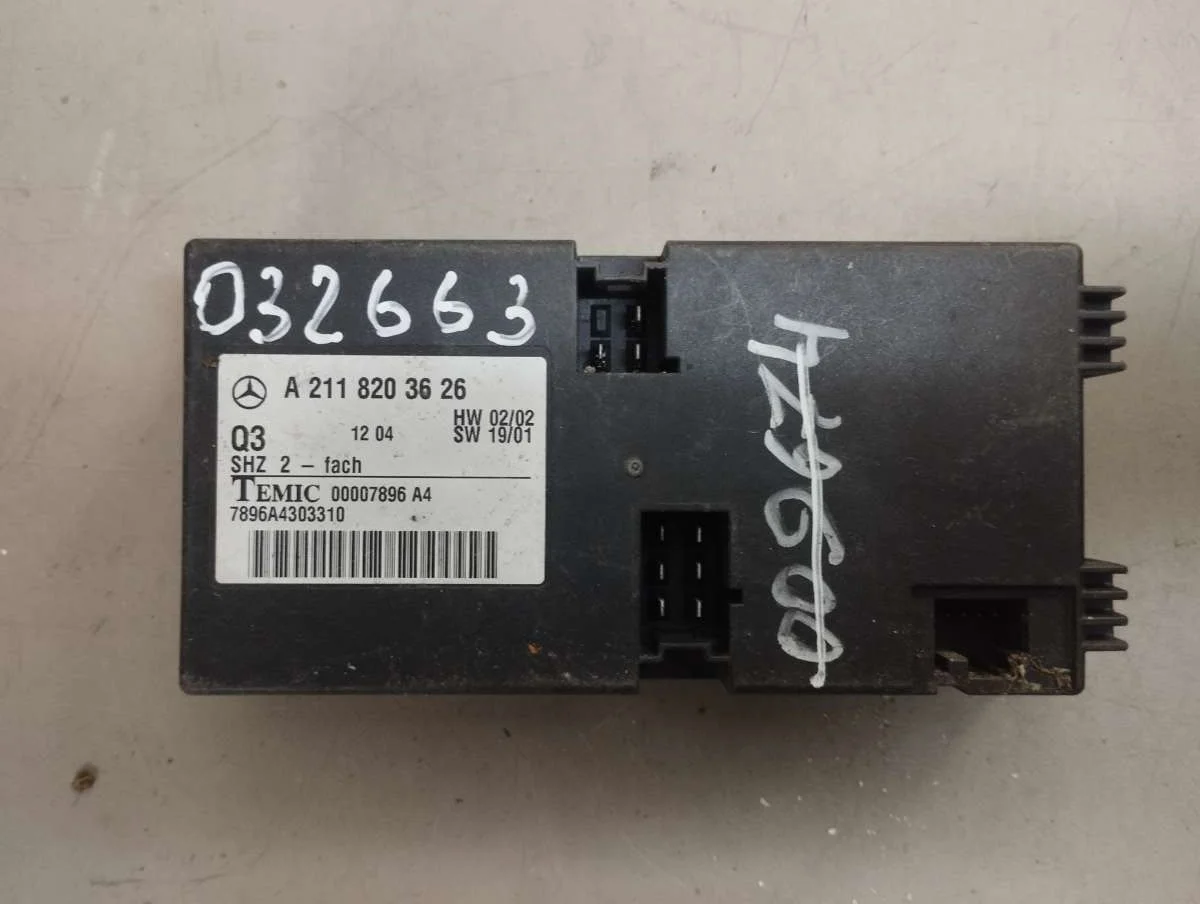 032663
A 211 820 36 26
HW 02/02
Q3 12 04 SW 19/01
SHZ 2 - fach
TEMIC 00007896 A4
7896A4303310